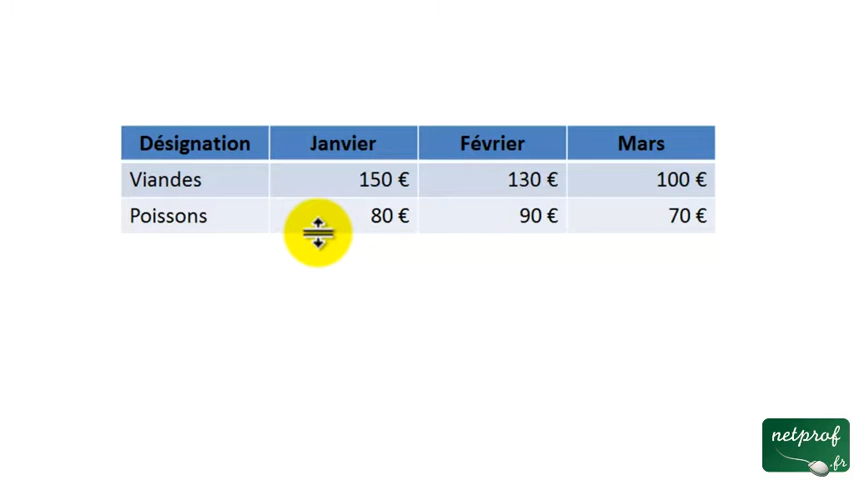 Désignation Janvier Février Mars
Viandes 150 € 130 € 100 €
Poissons 80 € 90 € 70 €
netprof
.fr